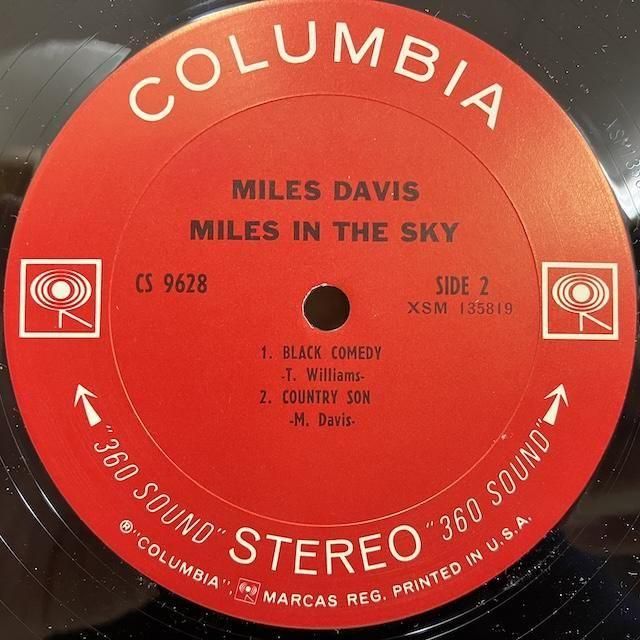 COLUMBIA
MILES DAVIS
MILES IN THE SKY
CS 9628
SIDE 2
XSM 135819
1. BLACK COMEDY
-T. Williams-
2. COUNTRY SON
-M. Davis-
"360 SOUND" STEREO "360 SOUND"
® "COLUMBIA", MARCAS REG. PRINTED IN U.S.A.